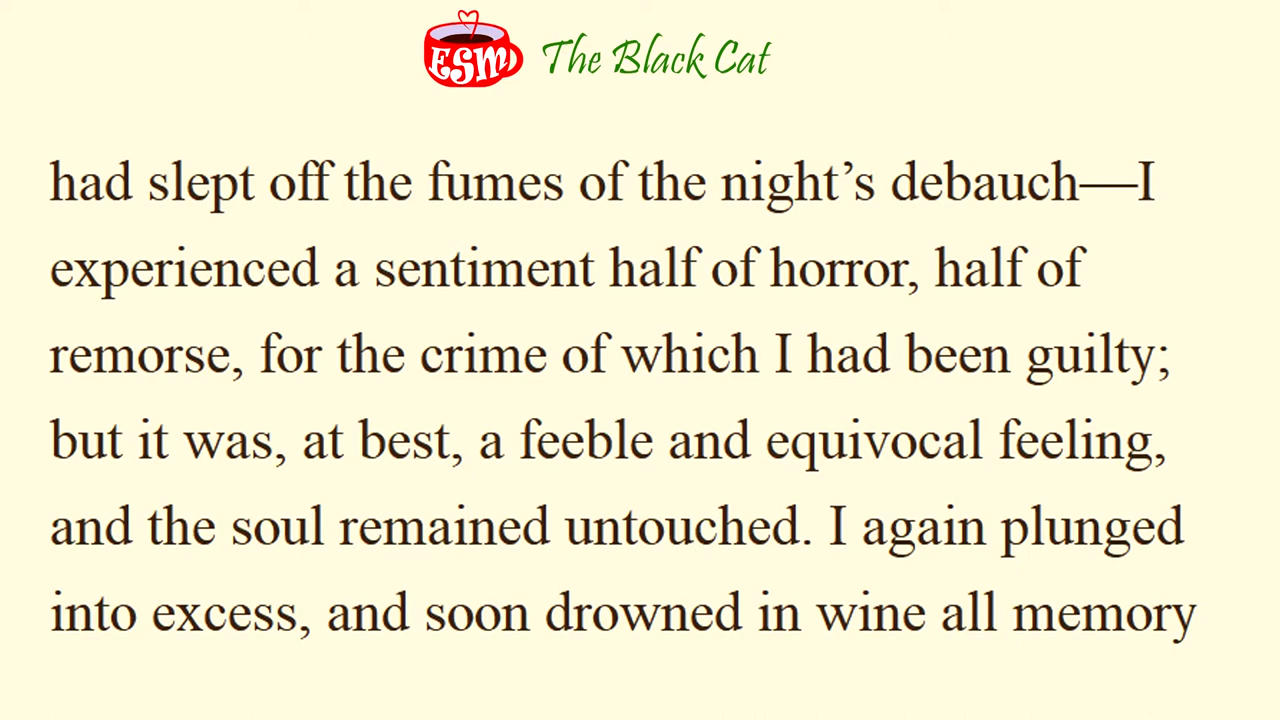 ESM The Black Cat
had slept off the fumes of the night’s debauch—I
experienced a sentiment half of horror, half of
remorse, for the crime of which I had been guilty;
but it was, at best, a feeble and equivocal feeling,
and the soul remained untouched. I again plunged
into excess, and soon drowned in wine all memory